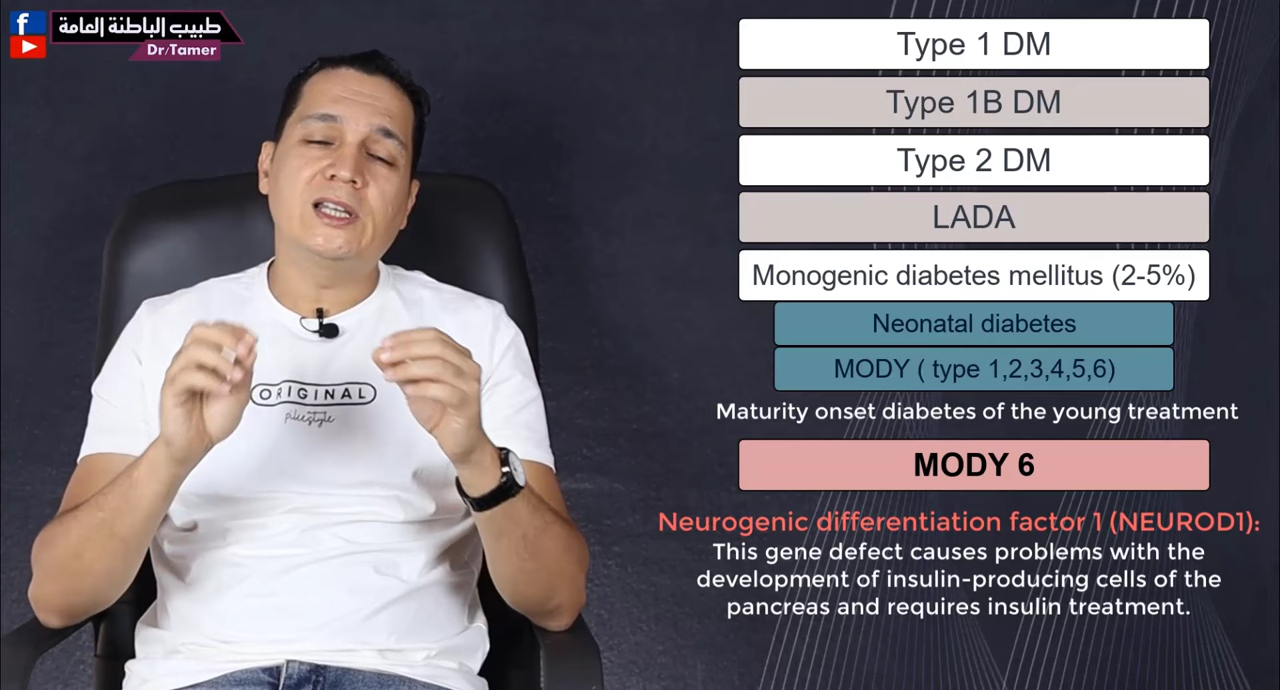 طبيب الباطنة العامة
Dr/Tamer
Type 1 DM
Type 1B DM
Type 2 DM
LADA
Monogenic diabetes mellitus (2-5%)
Neonatal diabetes
MODY ( type 1,2,3,4,5,6)
Maturity onset diabetes of the young treatment
MODY 6
Neurogenic differentiation factor 1 (NEUROD1):
This gene defect causes problems with the
development of insulin-producing cells of the
pancreas and requires insulin treatment.
ORIGINAL